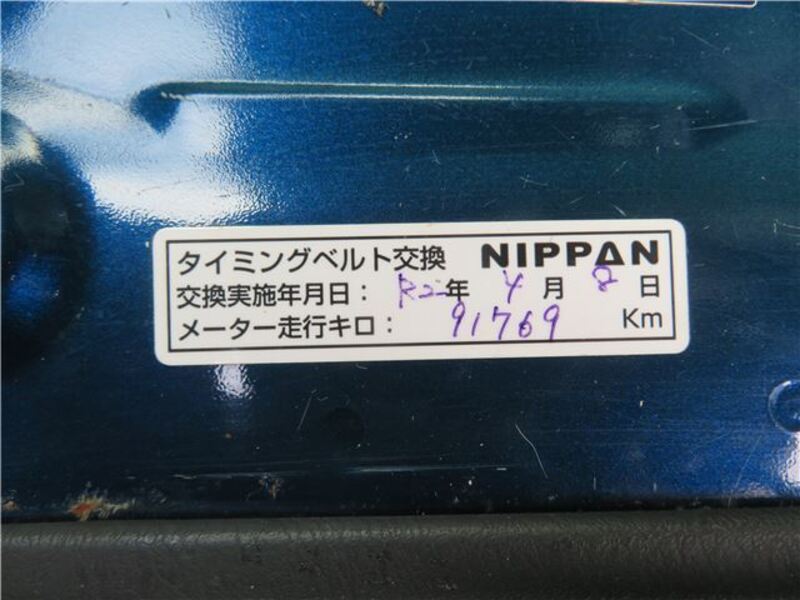 タイミングベルト交換 NIPPAN
交換実施年月日： R2年 4月 8日
メーター走行キロ： 91769 Km